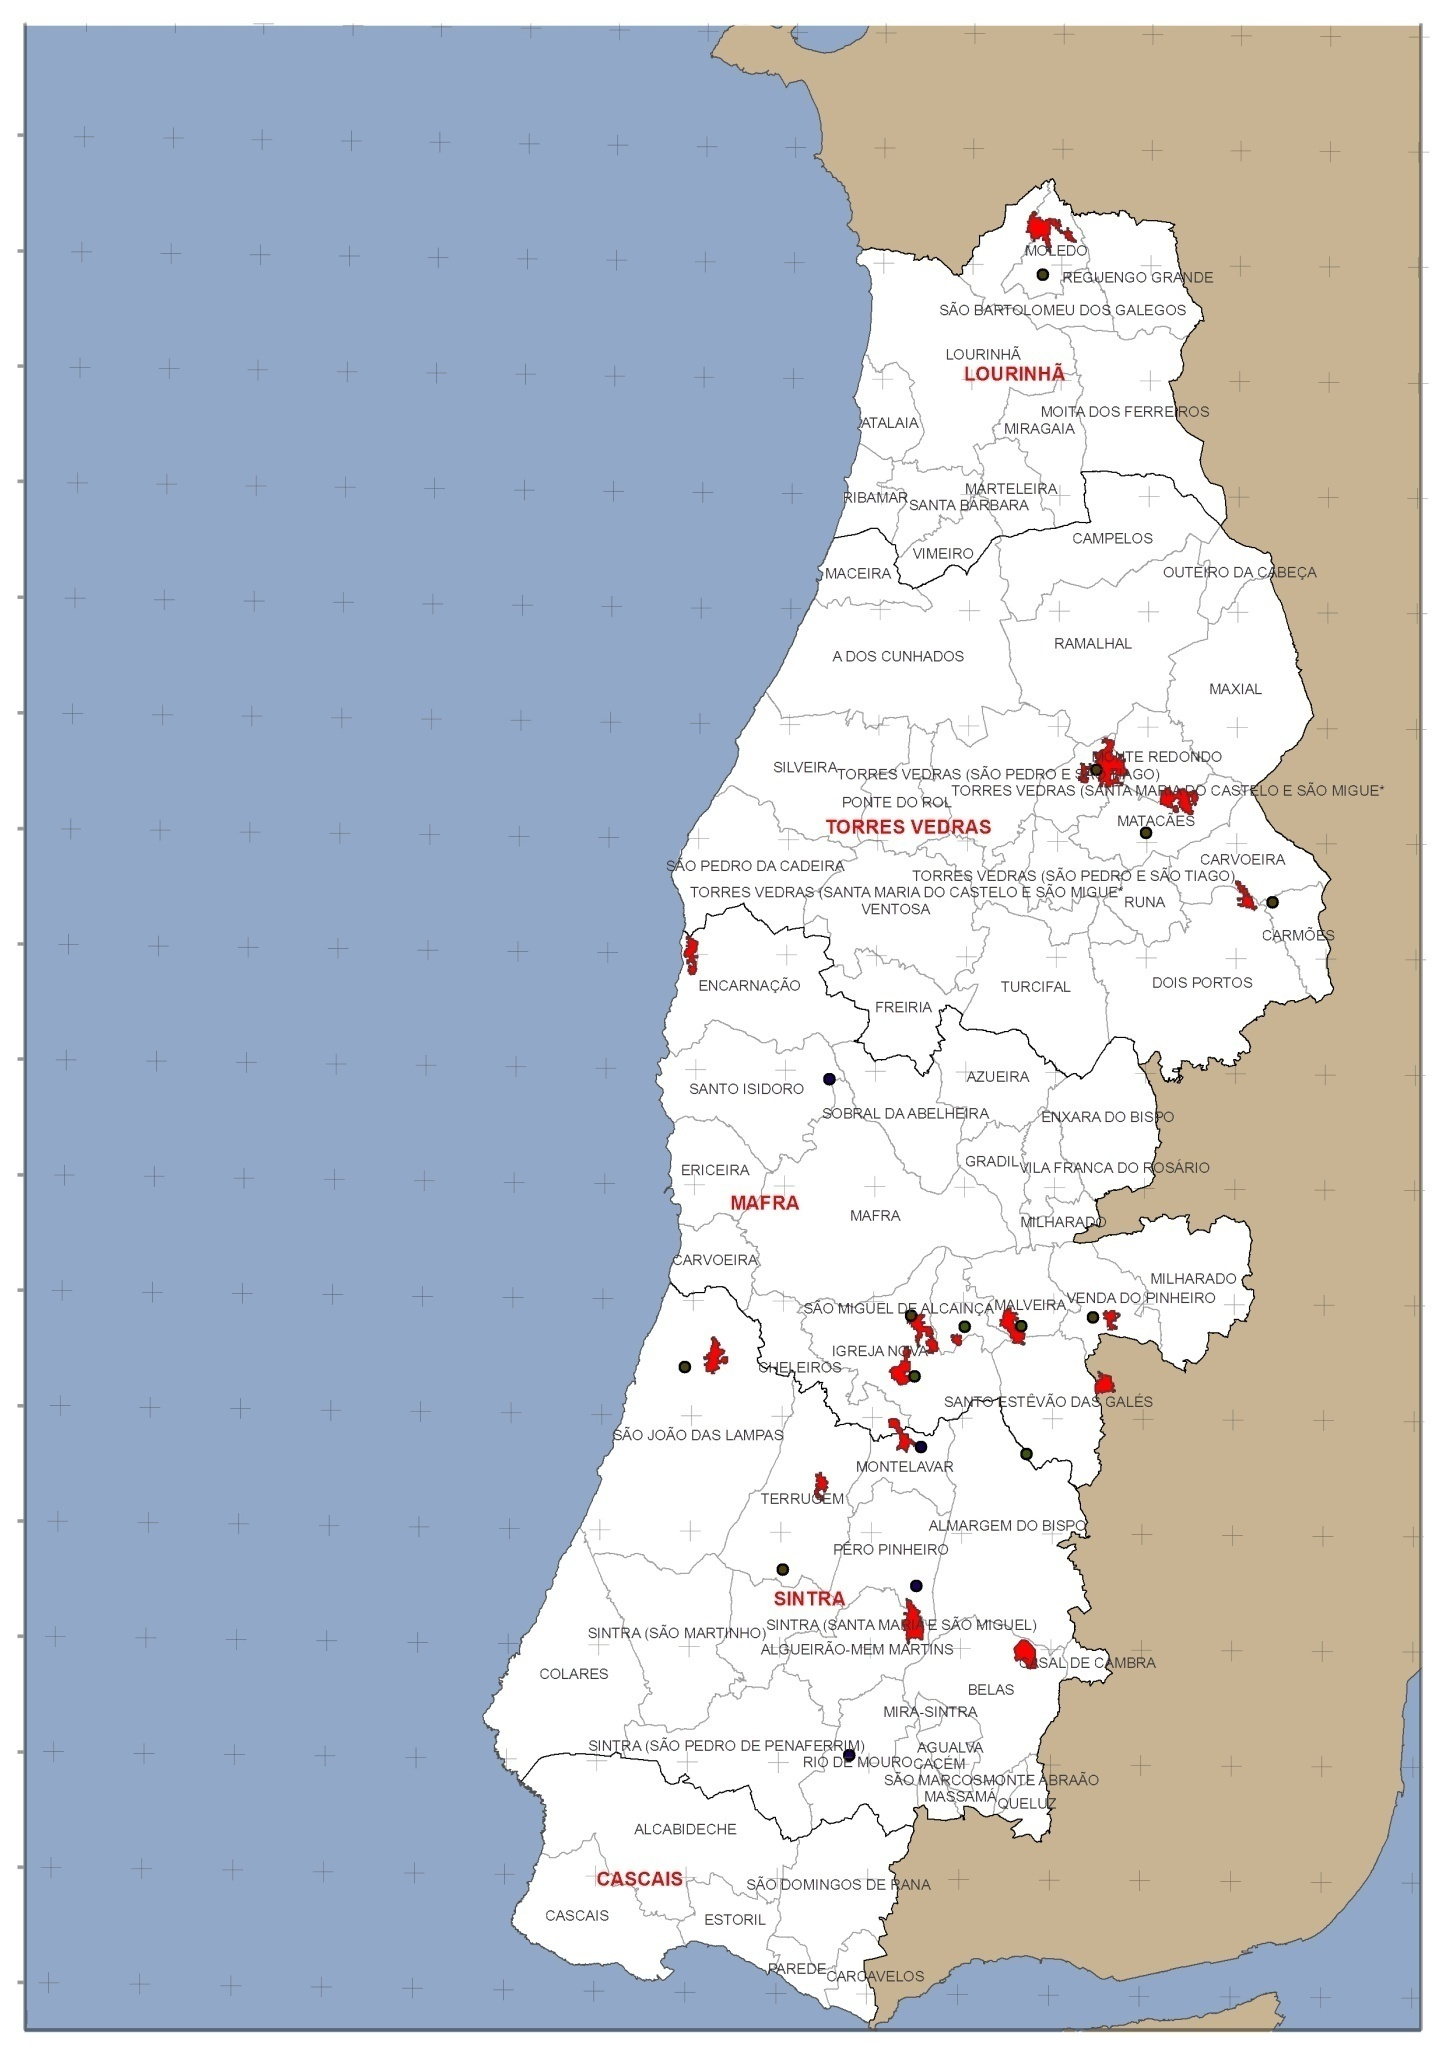 MOLEDO
REGUENGO GRANDE
SÃO BARTOLOMEU DOS GALEGOS
LOURINHÃ
LOURINHÃ
MOITA DOS FERREIROS
ATALAIA
MIRAGAIA
MARTELEIRA
RIBAMAR
SANTA BÁRBARA
CAMPELOS
VIMEIRO
MACEIRA
OUTEIRO DA CABEÇA
RAMALHAL
A DOS CUNHADOS
MAXIAL
MONTE REDONDO
SILVEIRA
TORRES VEDRAS (SÃO PEDRO E SANTIAGO)
TORRES VEDRAS (SANTA MARIA DO CASTELO E SÃO MIGUE*
PONTE DO ROL
MATACÃES
TORRES VEDRAS
CARVOEIRA
SÃO PEDRO DA CADEIRA
TORRES VEDRAS (SÃO PEDRO E SÃO TIAGO)
TORRES VEDRAS (SANTA MARIA DO CASTELO E SÃO MIGUE*
RUNA
VENTOSA
CARMÕES
ENCARNAÇÃO
TURCIFAL
DOIS PORTOS
FREIRIA
AZUEIRA
SANTO ISIDORO
SOBRAL DA ABELHEIRA
ENXARA DO BISPO
GRADIL
VILA FRANCA DO ROSÁRIO
ERICEIRA
MAFRA
MAFRA
MILHARADO
CARVOEIRA
MILHARADO
VENDA DO PINHEIRO
SÃO MIGUEL DE ALCAINÇA
MALVEIRA
IGREJA NOVA
CHELEIROS
SANTO ESTÊVÃO DAS GALÉS
SÃO JOÃO DAS LAMPAS
MONTELAVAR
TERRUGEM
ALMARGEM DO BISPO
PÊRO PINHEIRO
SINTRA
SINTRA (SANTA MARIA E SÃO MIGUEL)
SINTRA (SÃO MARTINHO)
ALGUEIRÃO-MEM MARTINS
CASAL DE CAMBRA
COLARES
BELAS
MIRA-SINTRA
SINTRA (SÃO PEDRO DE PENAFERRIM)
AGUALVA
RIO DE MOURO
CACÉM
SÃO MARCOS
MONTE ABRAÃO
MASSAMÁ
QUELUZ
ALCABIDECHE
CASCAIS
SÃO DOMINGOS DE RANA
CASCAIS
ESTORIL
PAREDE
CARCAVELOS